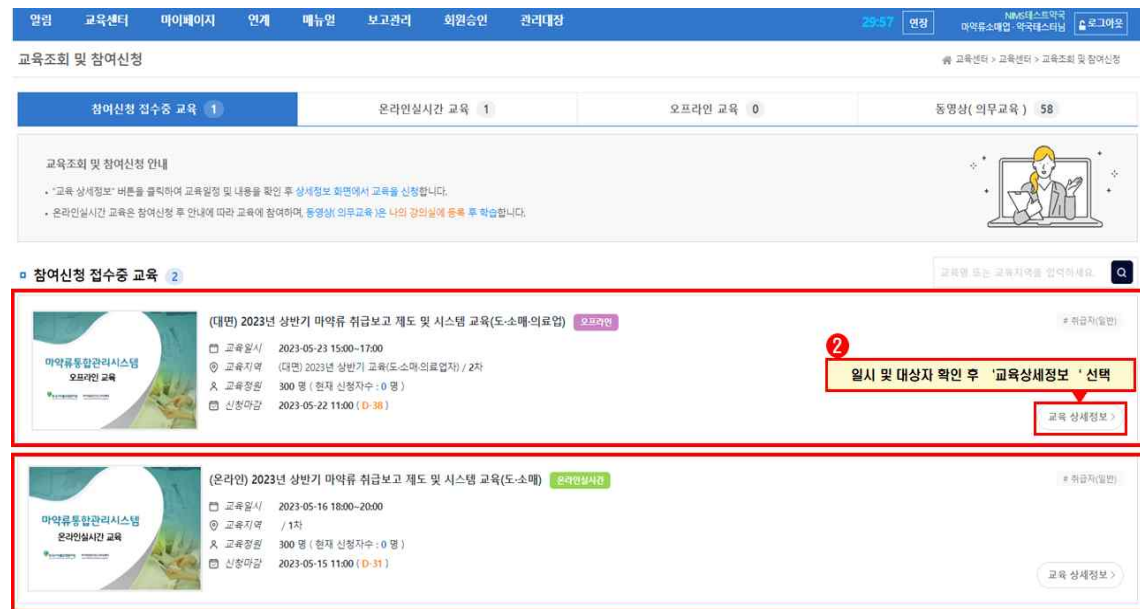 알림 교육센터 마이페이지 연계 매뉴얼 보고관리 회원승인 관리대장 29:57 연장 NIMS테스트약국 로그아웃
마약류소매업-약국테스터님
교육조회 및 참여신청 교육센터 > 교육센터 > 교육조회 및 참여신청
참여신청 접수중 교육 1 온라인실시간 교육 1 오프라인 교육 0 동영상( 의무교육 ) 58
교육조회 및 참여신청 안내
• "교육 상세정보" 버튼을 클릭하여 교육일정 및 내용을 확인 후 상세정보 화면에서 교육을 신청합니다.
• 온라인실시간 교육은 참여신청 후 안내에 따라 교육에 참여하며, 동영상( 의무교육 )은 나의 강의실에 등록 후 학습합니다.
참여신청 접수중 교육 2 교육명 또는 교육지역을 입력하세요.
(대면) 2023년 상반기 마약류 취급보고 제도 및 시스템 교육(도·소매·의료업) 오프라인 # 취급자(일반)
마약류통합관리시스템
오프라인 교육
교육일시 2023-05-23 15:00~17:00
교육지역 (대면) 2023년 상반기 교육(도·소매·의료업자) / 2차
교육정원 300 명 ( 현재 신청자수 : 0 명 )
신청마감 2023-05-22 11:00 ( D-38 )
2
일시 및 대상자 확인 후 '교육상세정보 ' 선택
교육 상세정보 >
(온라인) 2023년 상반기 마약류 취급보고 제도 및 시스템 교육(도·소매) 온라인실시간 # 취급자(일반)
마약류통합관리시스템
온라인실시간 교육
교육일시 2023-05-16 18:00~20:00
교육지역 / 1차
교육정원 300 명 ( 현재 신청자수 : 0 명 )
신청마감 2023-05-15 11:00 ( D-31 )
교육 상세정보 >